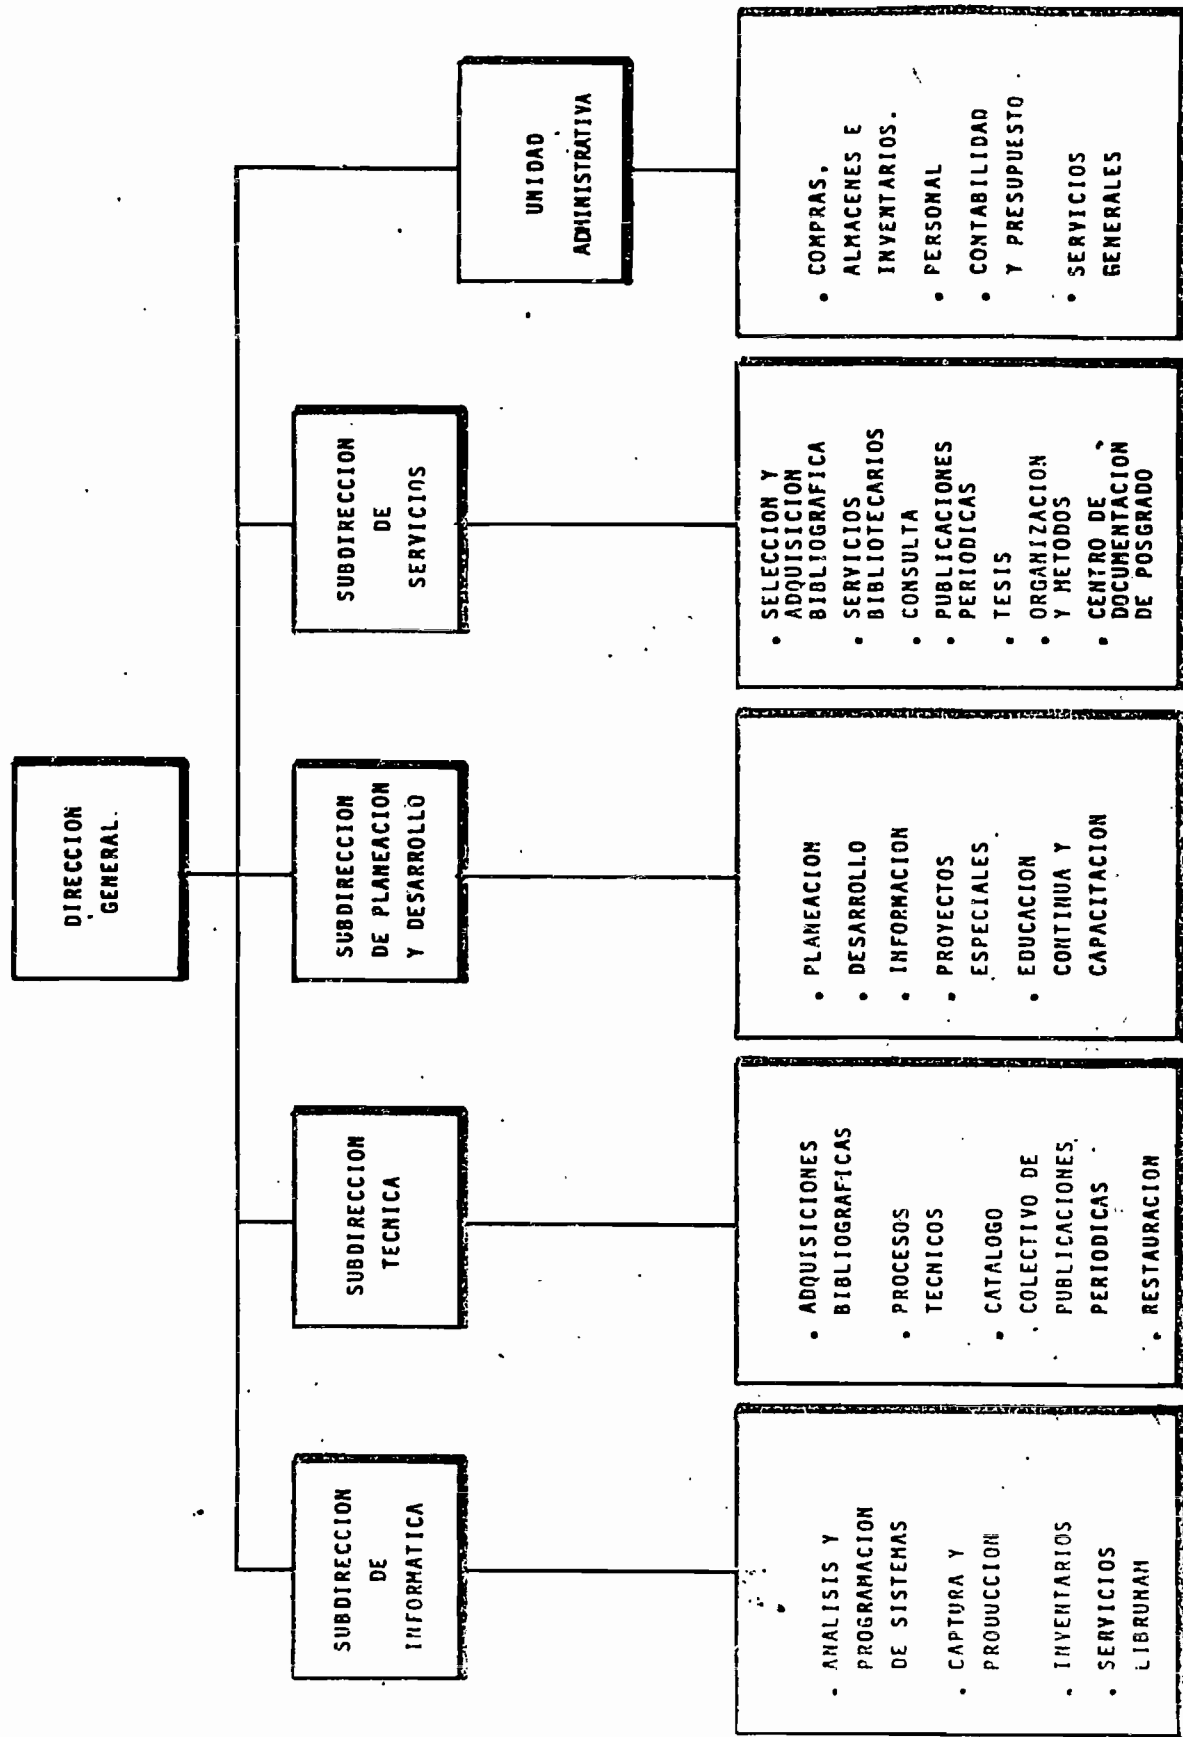 DIRECCION
GENERAL.
SUBDIRECCION
DE
INFORMATICA
SUBDIRECCION
TECNICA
SUBDIRECCION
DE PLANEACION
Y DESARROLLO
SUBDIRECCION
DE
SERVICIOS
UNIDAD
ADMINISTRATIVA
• ANALISIS Y
PROGRAMACION
DE SISTEMAS
• CAPTURA Y
PRODUCCION
• INVENTARIOS
• SERVICIOS
LIBRUNAM
• ADQUISICIONES
BIBLIOGRAFICAS
• PROCESOS
TECNICOS
• CATALOGO
COLECTIVO DE
PUBLICACIONES
PERIODICAS
• RESTAURACION
• PLANEACION
• DESARROLLO
• INFORMACION
• PROYECTOS
ESPECIALES
• EDUCACION
CONTINUA Y
CAPACITACION
• SELECCION Y
ADQUISICION
BIBLIOGRAFICA
• SERVICIOS
BIBLIOTECARIOS
• CONSULTA
• PUBLICACIONES
PERIODICAS
• TESIS
• ORGANIZACION
Y METODOS
• CENTRO DE
DOCUMENTACION
DE POSGRADO
• COMPRAS,
ALMACENES E
INVENTARIOS.
• PERSONAL
• CONTABILIDAD
Y PRESUPUESTO
• SERVICIOS
GENERALES